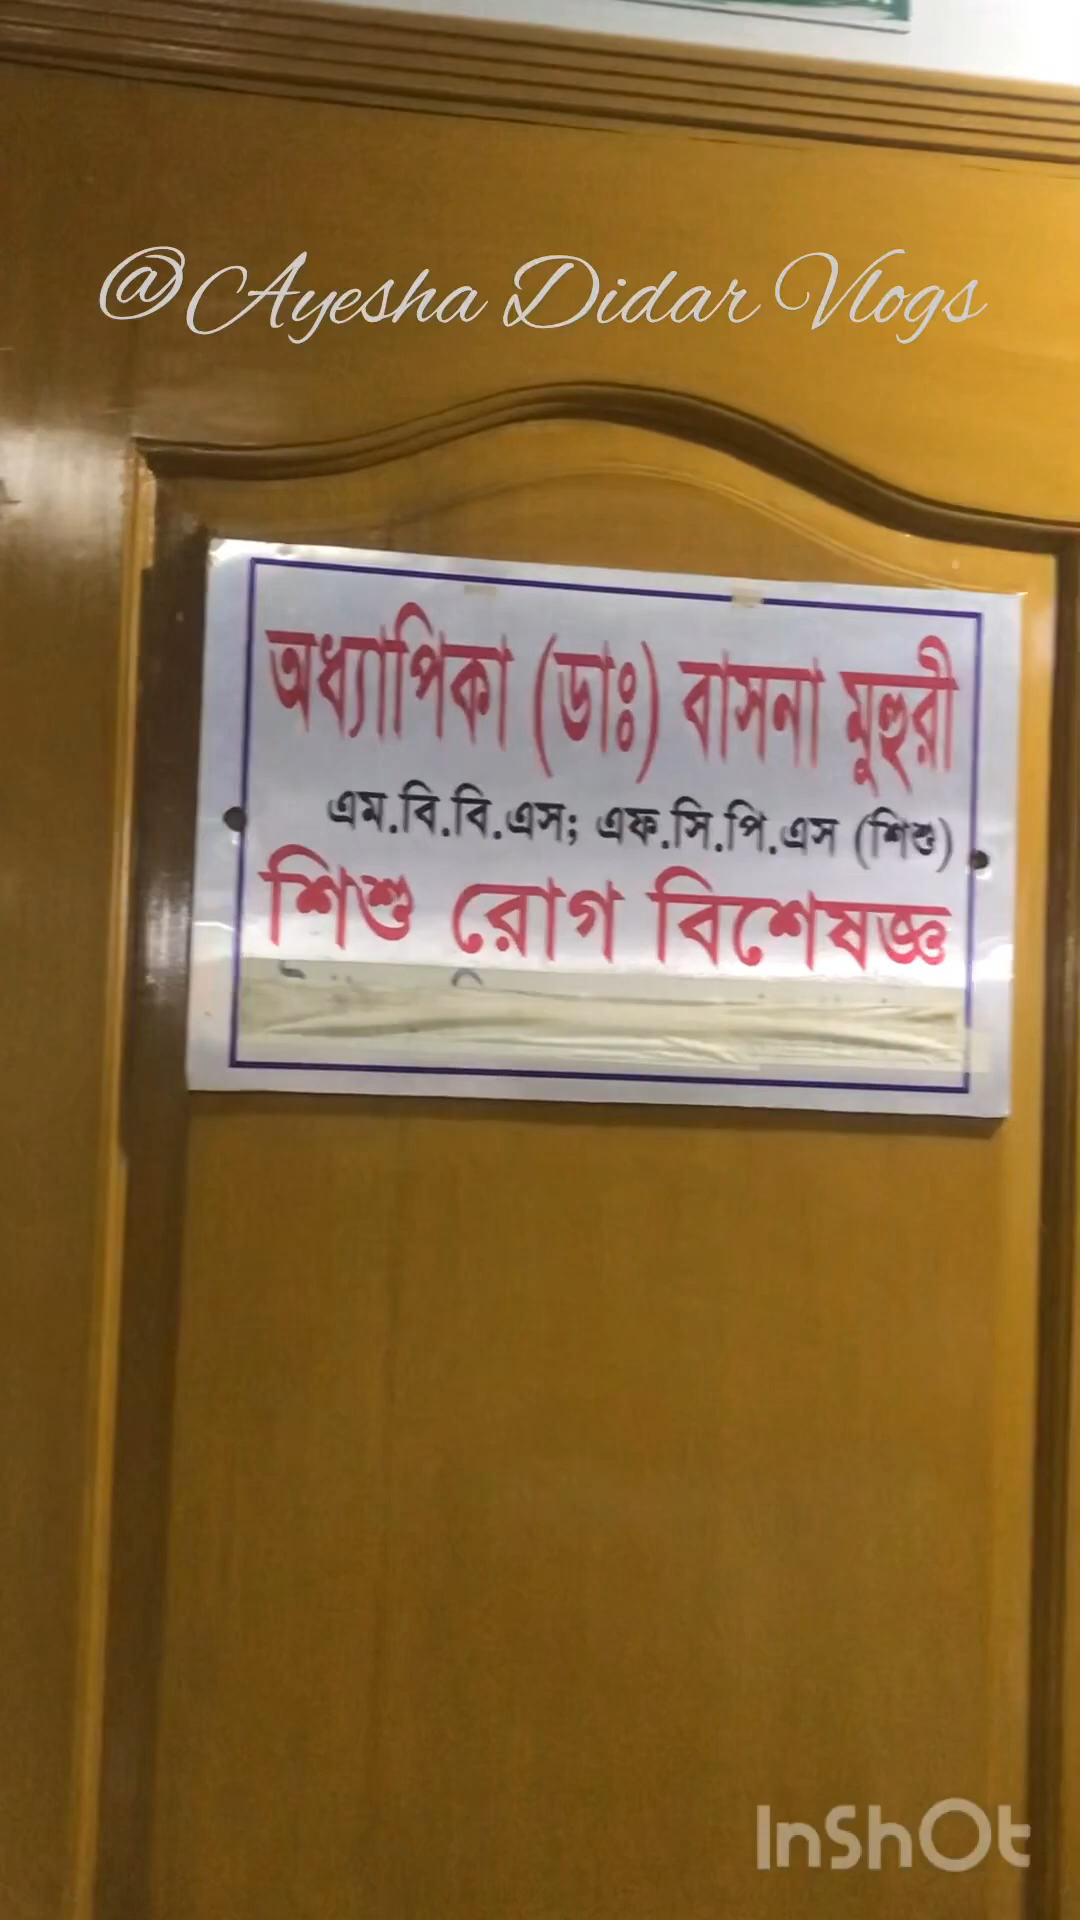 @Ayesha Didar Vlogs
অধ্যাপিকা (ডাঃ) বাসনা মুহুরী
এম.বি.বি.এস; এফ.সি.পি.এস (শিশু)
শিশু রোগ বিশেষজ্ঞ
InShOt